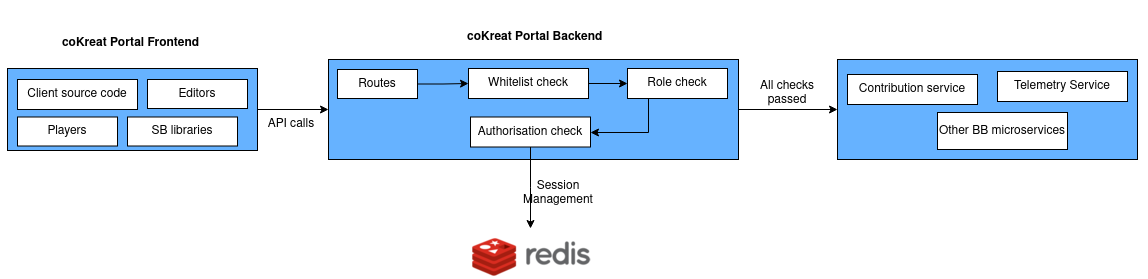 coKreat Portal Frontend
Client source code
Editors
Players
SB libraries
API calls
coKreat Portal Backend
Routes
Whitelist check
Role check
Authorisation check
Session
Management
redis
All checks
passed
Contribution service
Telemetry Service
Other BB microservices